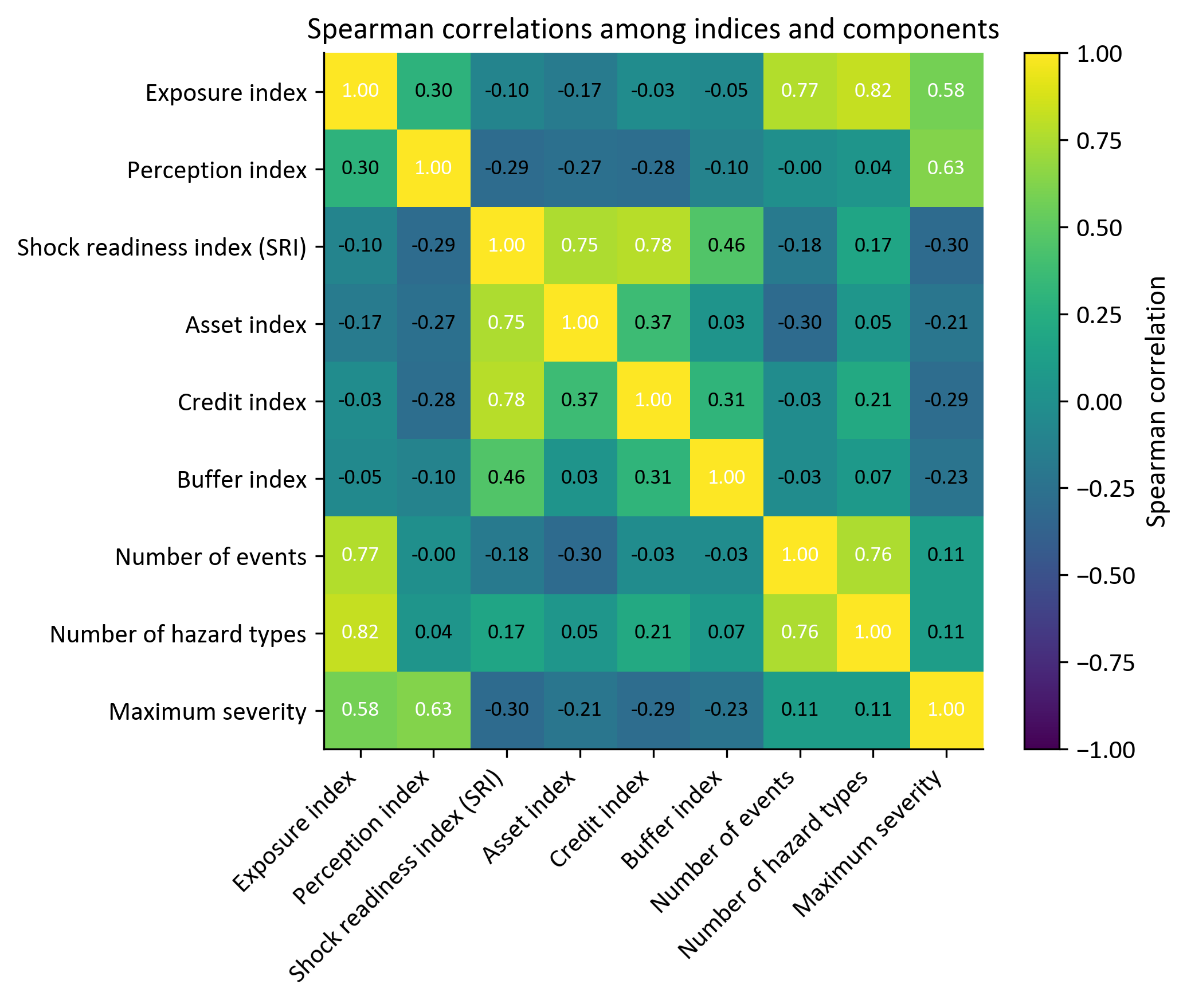 Spearman correlations among indices and components
Exposure index 1.00 0.30 -0.10 -0.17 -0.03 -0.05 0.77 0.82 0.58
Perception index 0.30 1.00 -0.29 -0.27 -0.28 -0.10 -0.00 0.04 0.63
Shock readiness index (SRI) -0.10 -0.29 1.00 0.75 0.78 0.46 -0.18 0.17 -0.30
Asset index -0.17 -0.27 0.75 1.00 0.37 0.03 -0.30 0.05 -0.21
Credit index -0.03 -0.28 0.78 0.37 1.00 0.31 -0.03 0.21 -0.29
Buffer index -0.05 -0.10 0.46 0.03 0.31 1.00 -0.03 0.07 -0.23
Number of events 0.77 -0.00 -0.18 -0.30 -0.03 -0.03 1.00 0.76 0.11
Number of hazard types 0.82 0.04 0.17 0.05 0.21 0.07 0.76 1.00 0.11
Maximum severity 0.58 0.63 -0.30 -0.21 -0.29 -0.23 0.11 0.11 1.00
Exposure index
Perception index
Shock readiness index (SRI)
Asset index
Credit index
Buffer index
Number of events
Number of hazard types
Maximum severity
1.00
0.75
0.50
0.25
0.00
−0.25
−0.50
−0.75
−1.00
Spearman correlation